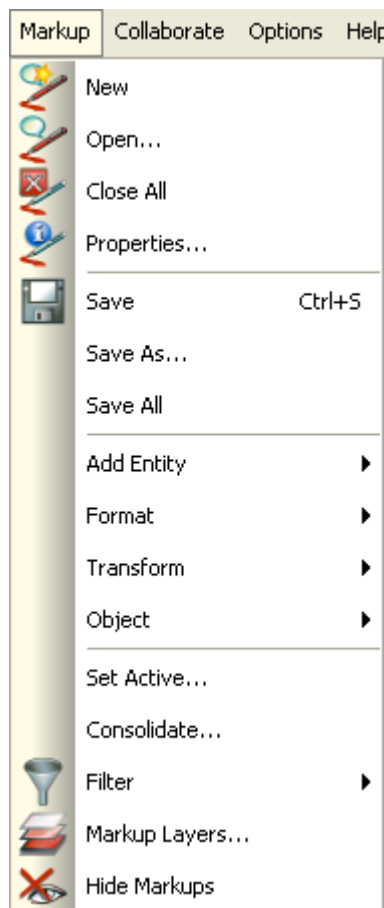 Markup Collaborate Options Help
New
Open...
Close All
Properties...
Save Ctrl+S
Save As...
Save All
Add Entity
Format
Transform
Object
Set Active...
Consolidate...
Filter
Markup Layers...
Hide Markups